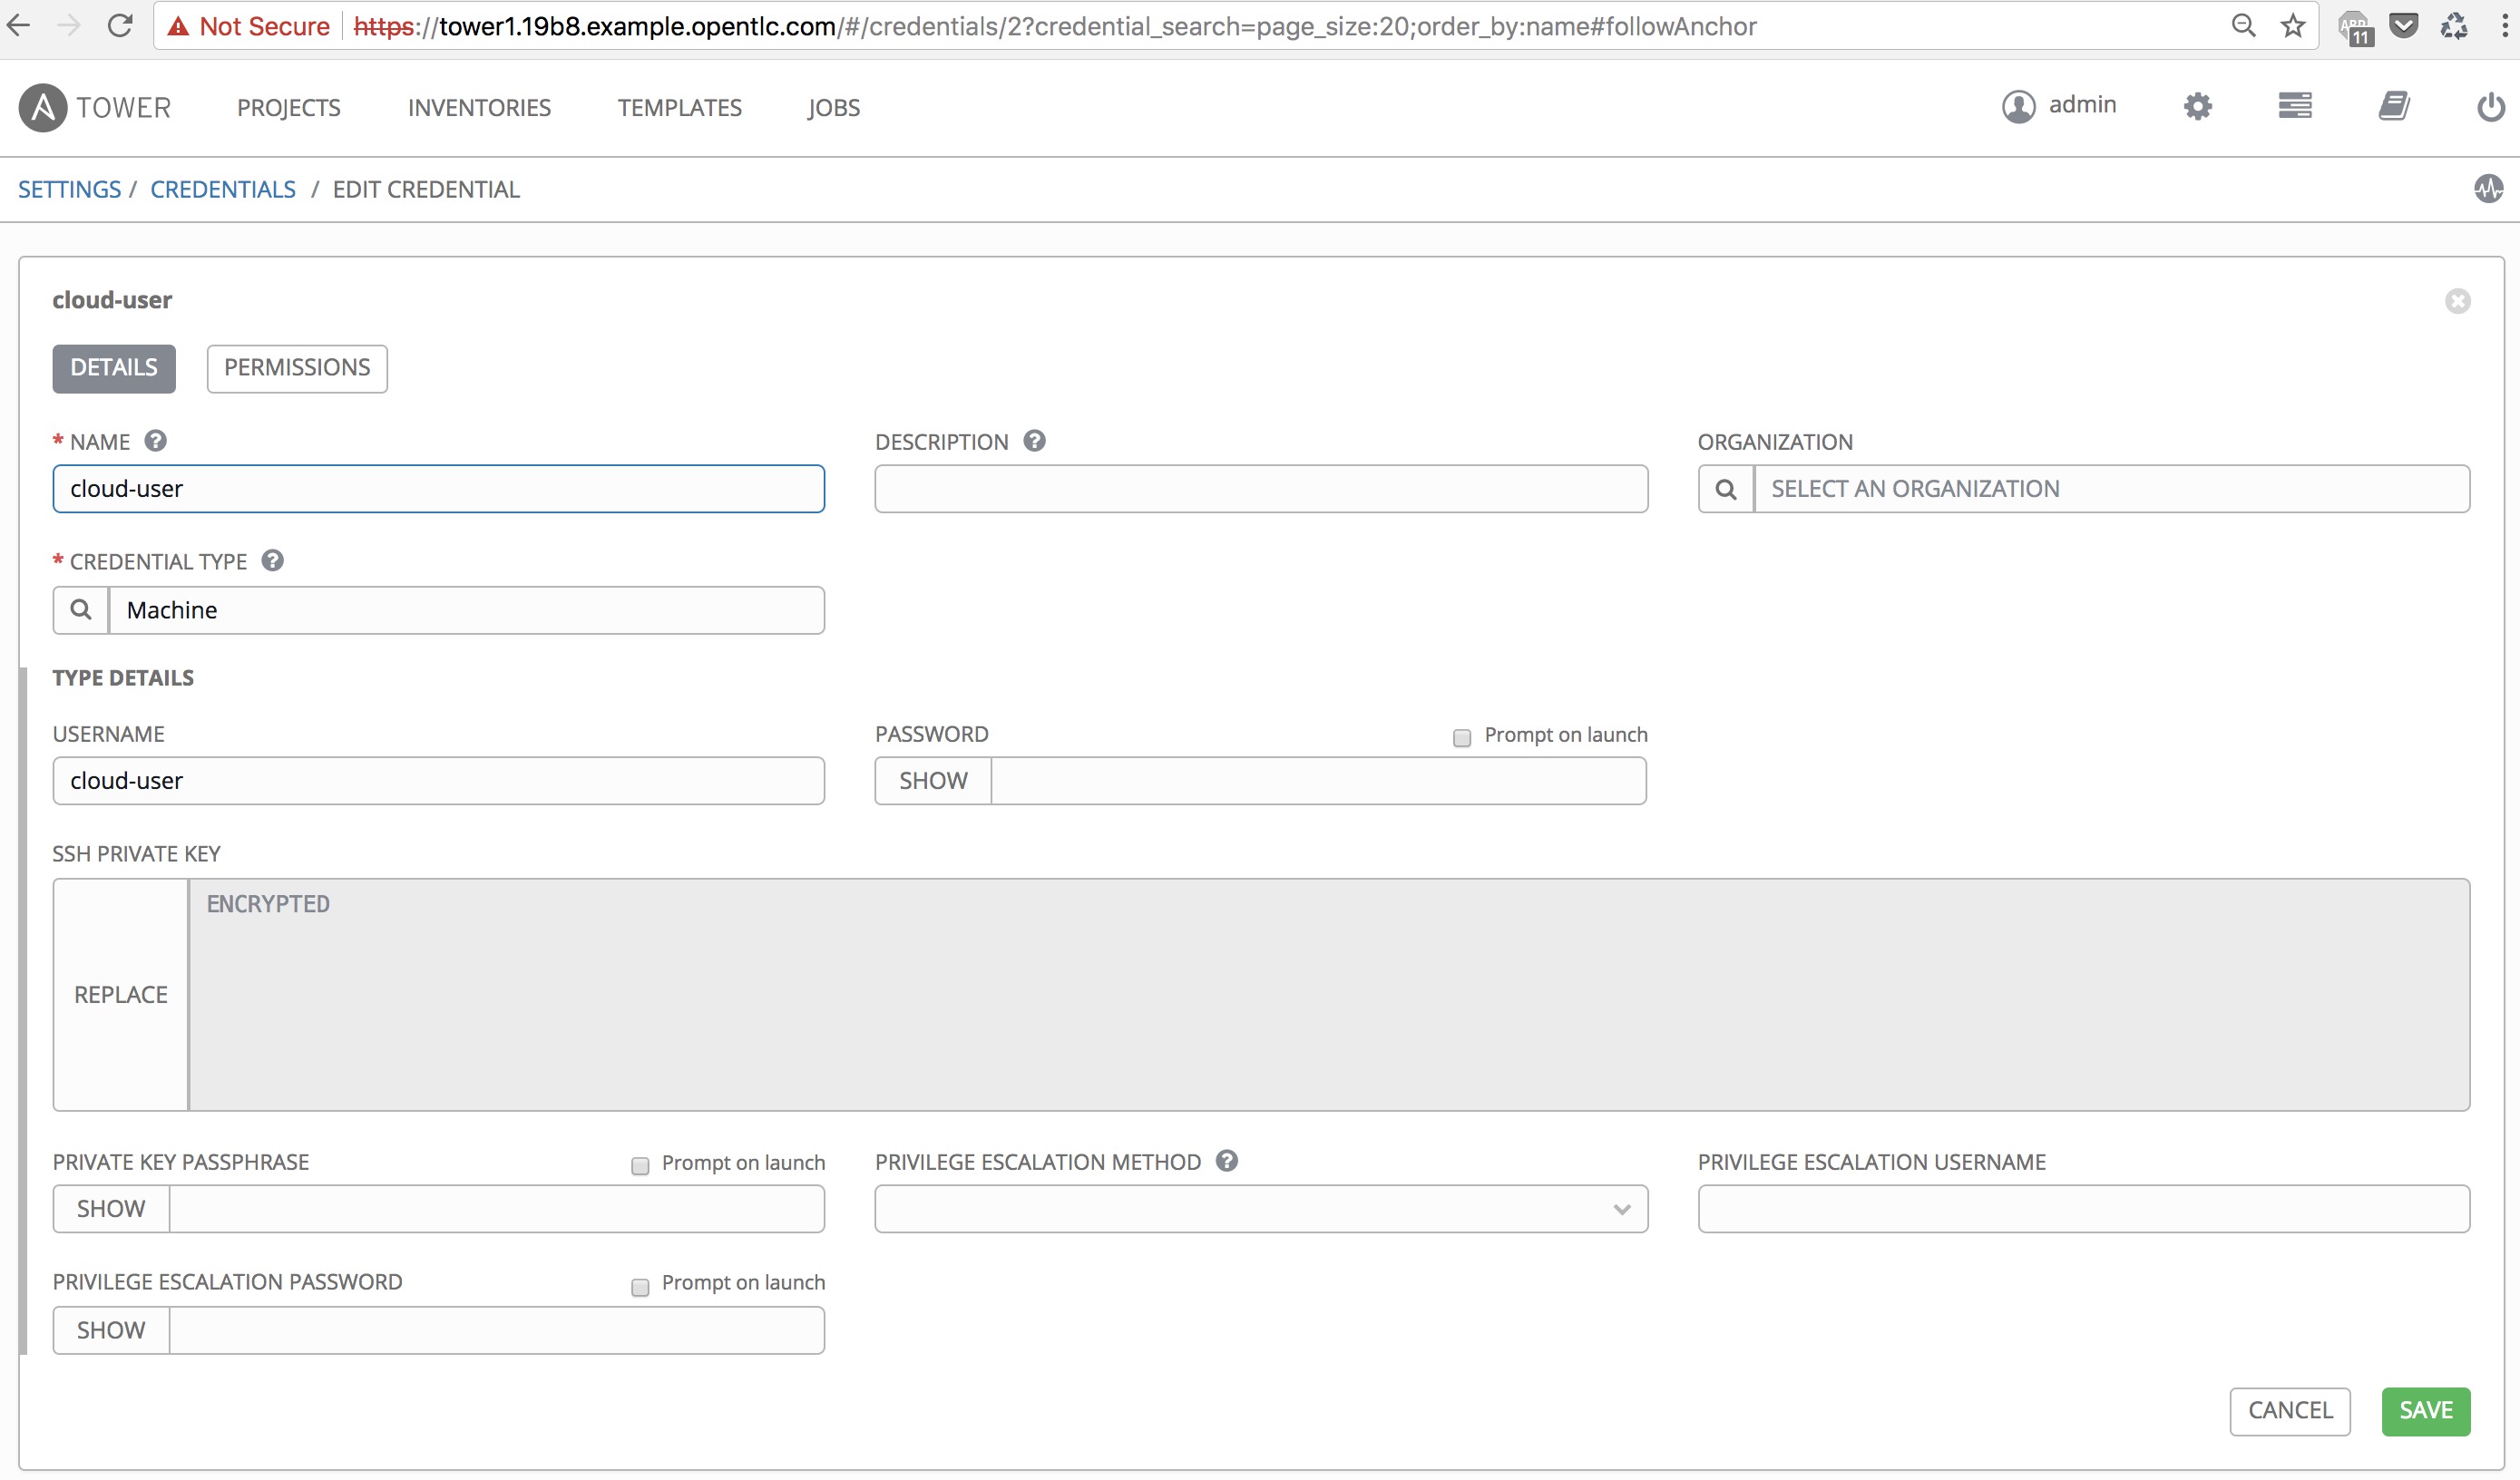 Not Secure https://tower1.19b8.example.opentlc.com/#/credentials/2?credential_search=page_size:20;order_by:name#followAnchor
11
TOWER PROJECTS INVENTORIES TEMPLATES JOBS admin
SETTINGS / CREDENTIALS / EDIT CREDENTIAL
cloud-user
DETAILS PERMISSIONS
* NAME ? DESCRIPTION ? ORGANIZATION
cloud-user SELECT AN ORGANIZATION
* CREDENTIAL TYPE ?
Machine
TYPE DETAILS
USERNAME PASSWORD Prompt on launch
cloud-user SHOW
SSH PRIVATE KEY
ENCRYPTED
REPLACE
PRIVATE KEY PASSPHRASE Prompt on launch PRIVILEGE ESCALATION METHOD ? PRIVILEGE ESCALATION USERNAME
SHOW
PRIVILEGE ESCALATION PASSWORD Prompt on launch
SHOW
CANCEL SAVE